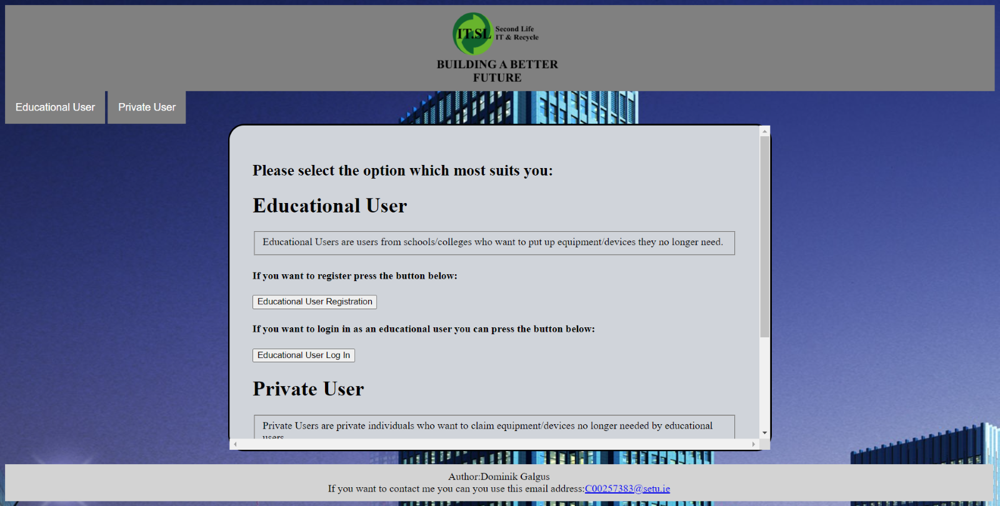 IT.SL
Second Life
IT & Recycle
BUILDING A BETTER
FUTURE
Educational User
Private User
Please select the option which most suits you:
Educational User
Educational Users are users from schools/colleges who want to put up equipment/devices they no longer need.
If you want to register press the button below:
Educational User Registration
If you want to login in as an educational user you can press the button below:
Educational User Log In
Private User
Private Users are private individuals who want to claim equipment/devices no longer needed by educational
users
Author:Dominik Galgus
If you want to contact me you can you use this email address:C00257383@setu.ie